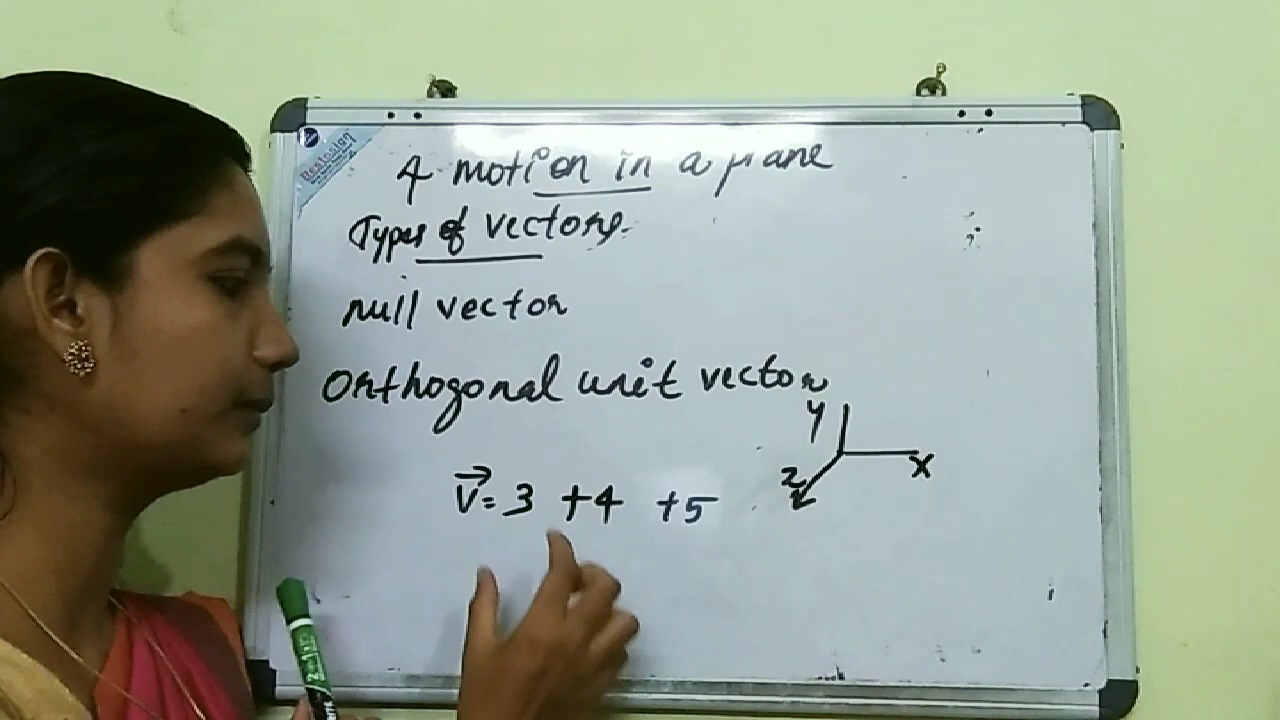 4 motion in a plane
Types of vectors.
null vector
Orthogonal unit vector
y
x
z
V= 3 +4 +5